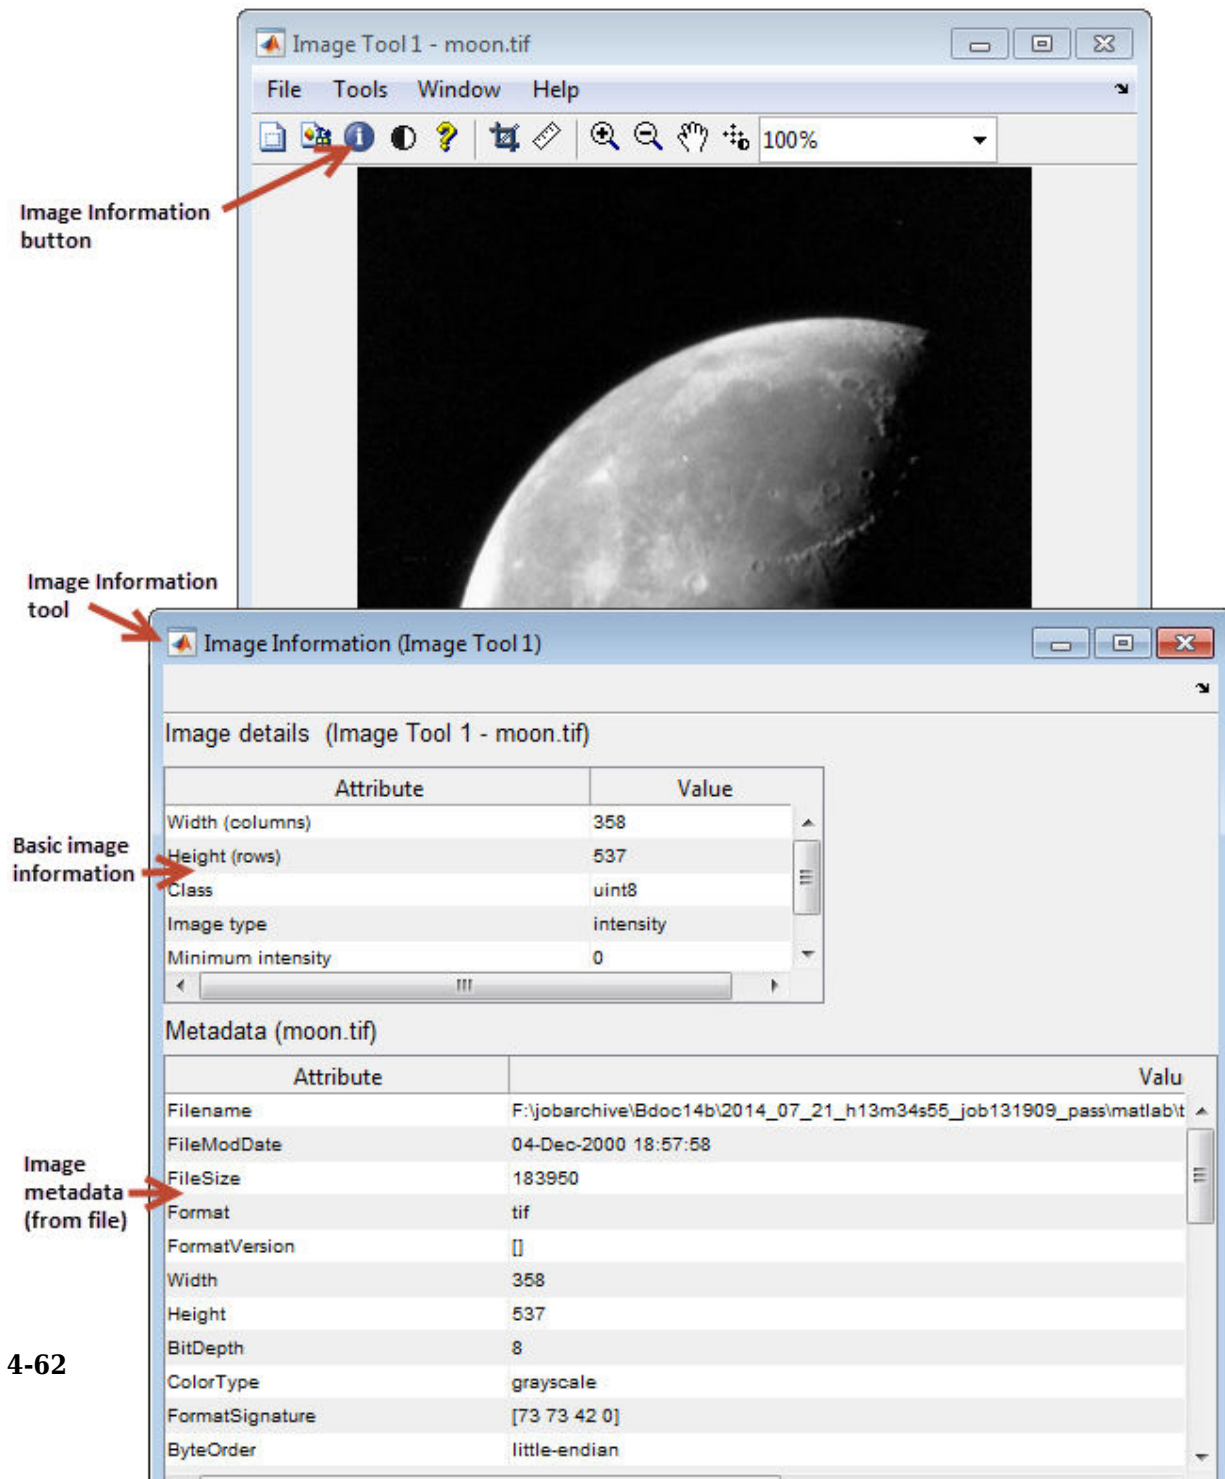 Image Tool 1 - moon.tif
File Tools Window Help
100%
Image Information
button
Image Information
tool
Image Information (Image Tool 1)
Image details (Image Tool 1 - moon.tif)
Attribute Value
Width (columns) 358
Height (rows) 537
Class uint8
Image type intensity
Minimum intensity 0
Basic image
information
Metadata (moon.tif)
Attribute Valu
Filename F:\jobarchive\Bdoc14b\2014_07_21_h13m34s55_job131909_pass\matlab\t
FileModDate 04-Dec-2000 18:57:58
FileSize 183950
Format tif
FormatVersion []
Width 358
Height 537
BitDepth 8
ColorType grayscale
FormatSignature [73 73 42 0]
ByteOrder little-endian
Image
metadata
(from file)
4-62